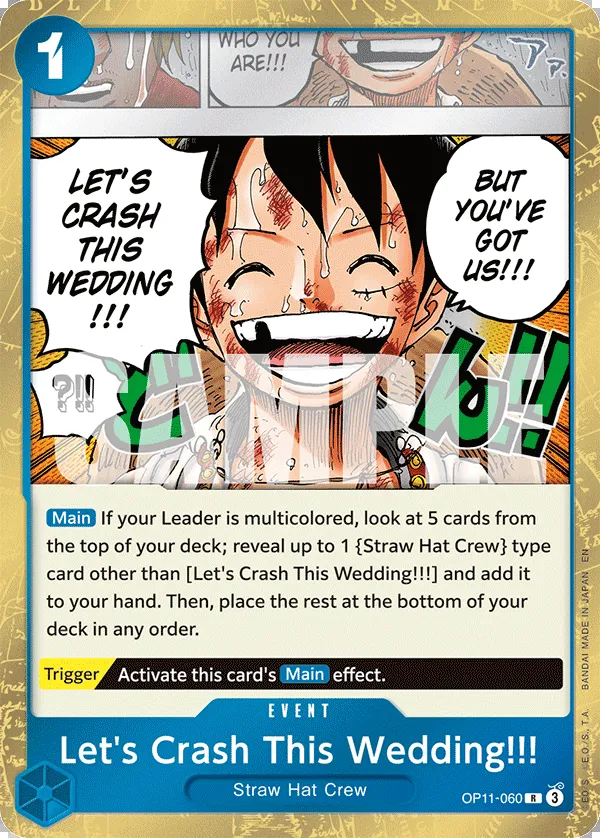 1
WHO YOU
ARE!!!
LET'S
CRASH
THIS
WEDDING
!!!
BUT
YOU'VE
GOT
US!!!
?!!
Main If your Leader is multicolored, look at 5 cards from
the top of your deck; reveal up to 1 {Straw Hat Crew} type
card other than [Let's Crash This Wedding!!!] and add it
to your hand. Then, place the rest at the bottom of your
deck in any order.
Trigger Activate this card's Main effect.
EVENT
Let's Crash This Wedding!!!
Straw Hat Crew
OP11-060 R 3
BANDAI MADE IN JAPAN EN